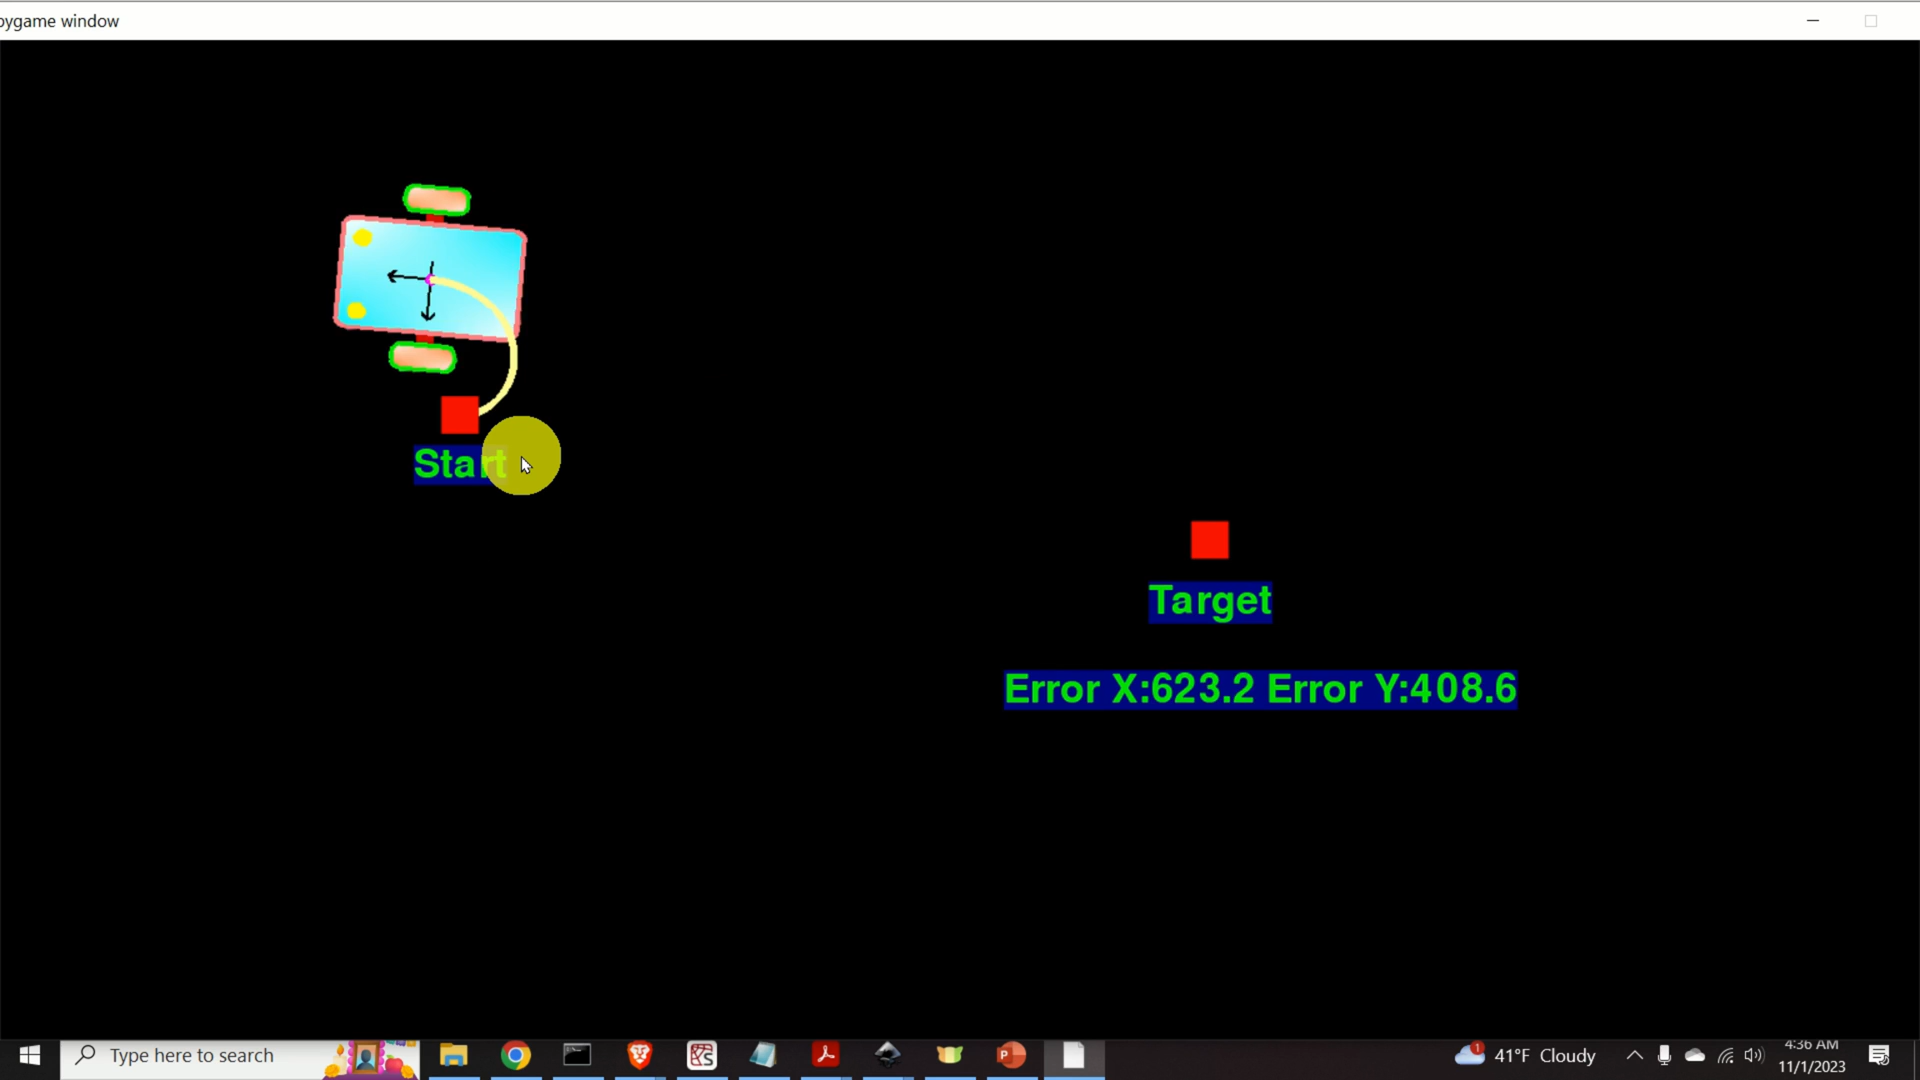 pygame window
Start
Target
Error X:623.2 Error Y:408.6
Type here to search
41°F Cloudy
4:36 AM
11/1/2023